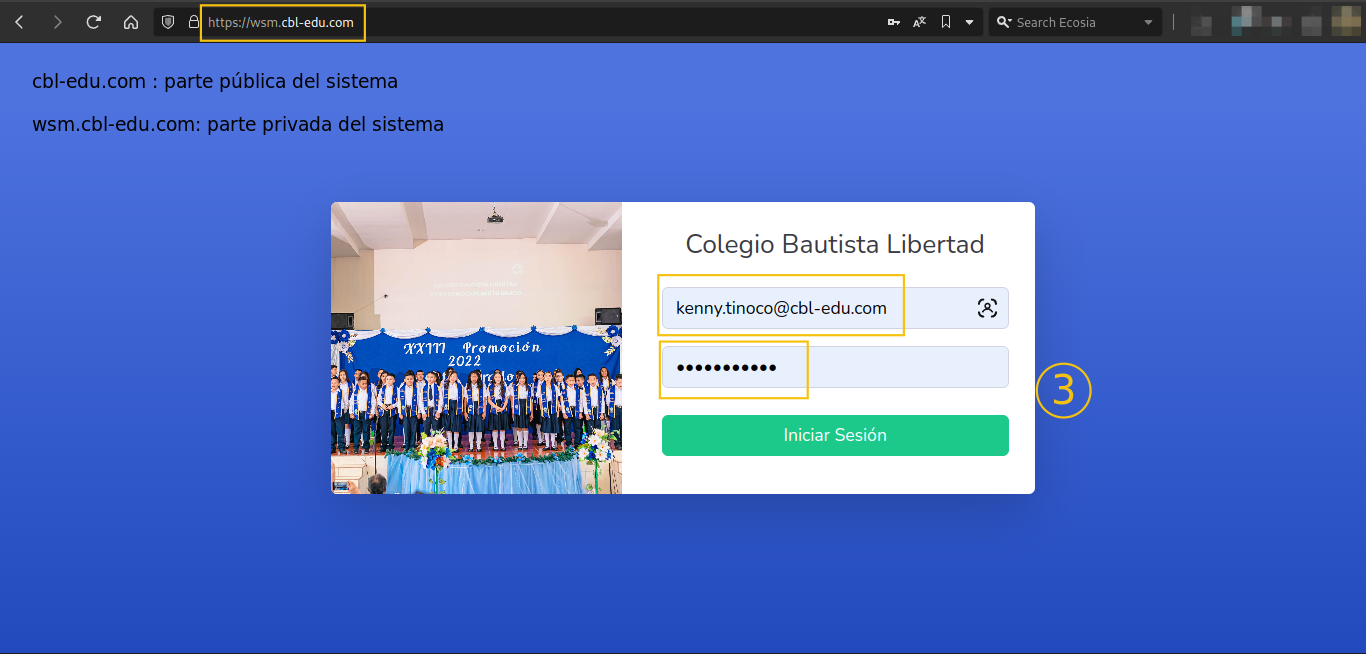 https://wsm.cbl-edu.com
Search Ecosia
cbl-edu.com : parte pública del sistema
wsm.cbl-edu.com: parte privada del sistema
Colegio Bautista Libertad
kenny.tinoco@cbl-edu.com
•••••••••••
3
Iniciar Sesión
XXIII Promoción
2022